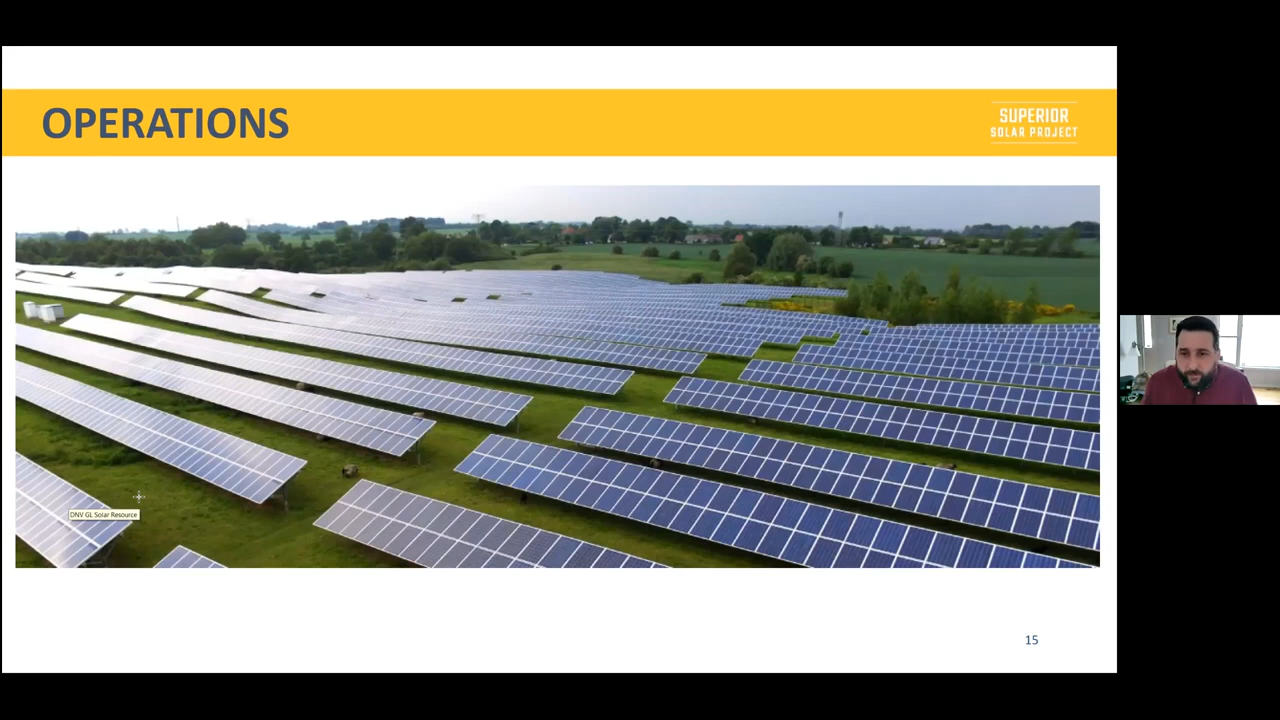 OPERATIONS
SUPERIOR
SOLAR PROJECT
DNV GL Solar Resource
15